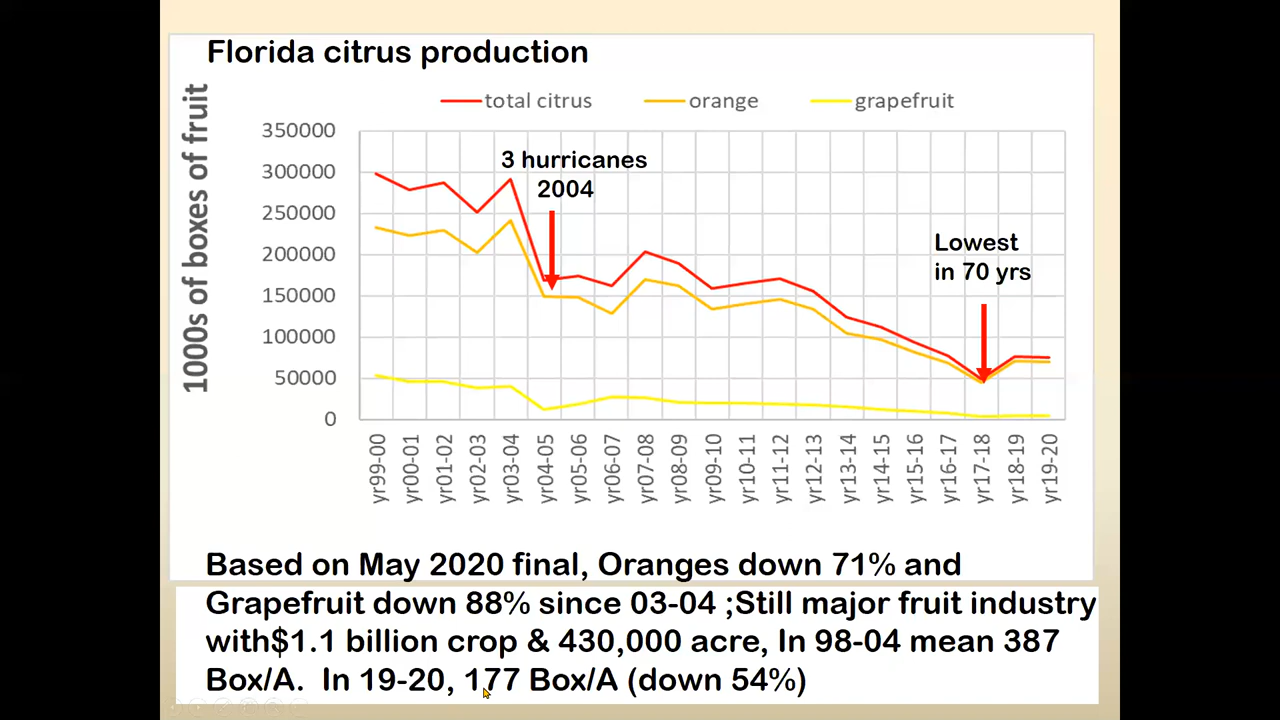 Florida citrus production
total citrus orange grapefruit
1000s of boxes of fruit
350000
300000
250000
200000
150000
100000
50000
0
3 hurricanes
2004
Lowest
in 70 yrs
yr99-00 yr00-01 yr01-02 yr02-03 yr03-04 yr04-05 yr05-06 yr06-07 yr07-08 yr08-09 yr09-10 yr10-11 yr11-12 yr12-13 yr13-14 yr14-15 yr15-16 yr16-17 yr17-18 yr18-19 yr19-20
Based on May 2020 final, Oranges down 71% and
Grapefruit down 88% since 03-04 ;Still major fruit industry
with$1.1 billion crop & 430,000 acre, In 98-04 mean 387
Box/A. In 19-20, 177 Box/A (down 54%)